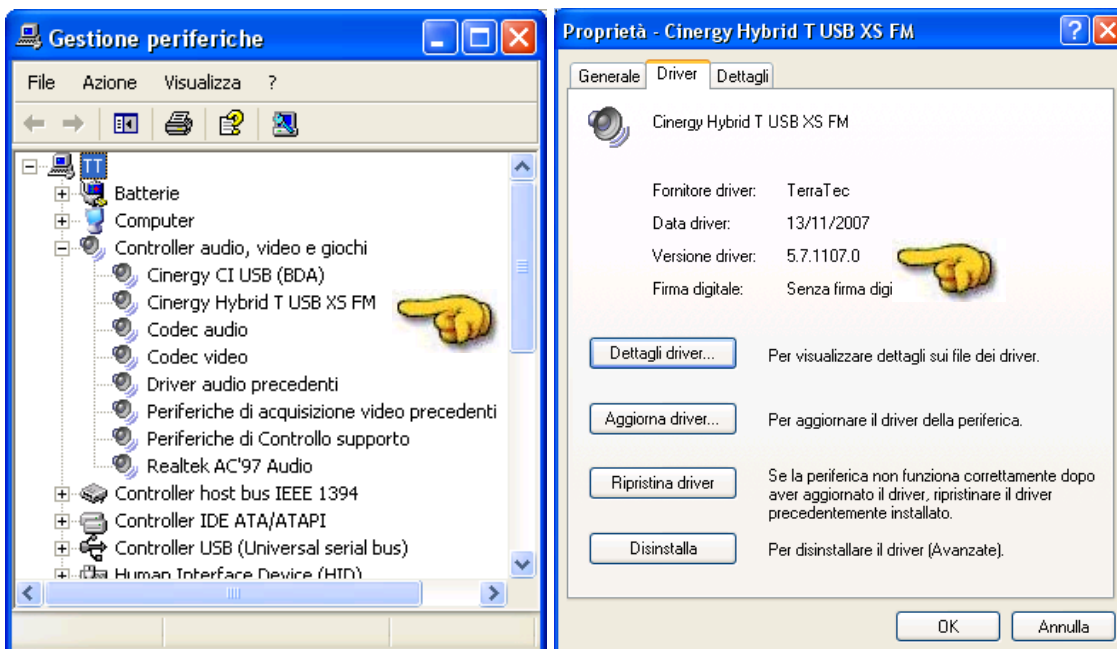 Gestione periferiche
File Azione Visualizza ?
TT
Batterie
Computer
Controller audio, video e giochi
Cinergy CI USB (BDA)
Cinergy Hybrid T USB XS FM
Codec audio
Codec video
Driver audio precedenti
Periferiche di acquisizione video precedenti
Periferiche di Controllo supporto
Realtek AC'97 Audio
Controller host bus IEEE 1394
Controller IDE ATA/ATAPI
Controller USB (Universal serial bus)
Human Interface Device (HID)
Proprietà - Cinergy Hybrid T USB XS FM
Generale Driver Dettagli
Cinergy Hybrid T USB XS FM
Fornitore driver: TerraTec
Data driver: 13/11/2007
Versione driver: 5.7.1107.0
Firma digitale: Senza firma digi
Dettagli driver... Per visualizzare dettagli sui file dei driver.
Aggiorna driver... Per aggiornare il driver della periferica.
Ripristina driver Se la periferica non funziona correttamente dopo
aver aggiornato il driver, ripristinare il driver
precedentemente installato.
Disinstalla Per disinstallare il driver (Avanzate).
OK Annulla